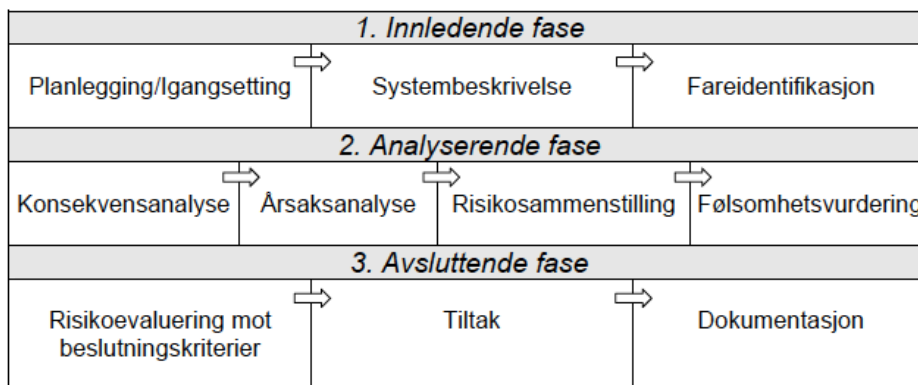 1. Innledende fase
Planlegging/Igangsetting
Systembeskrivelse
Fareidentifikasjon
2. Analyserende fase
Konsekvensanalyse
Årsaksanalyse
Risikosammenstilling
Følsomhetsvurdering
3. Avsluttende fase
Risikoevaluering mot
beslutningskriterier
Tiltak
Dokumentasjon